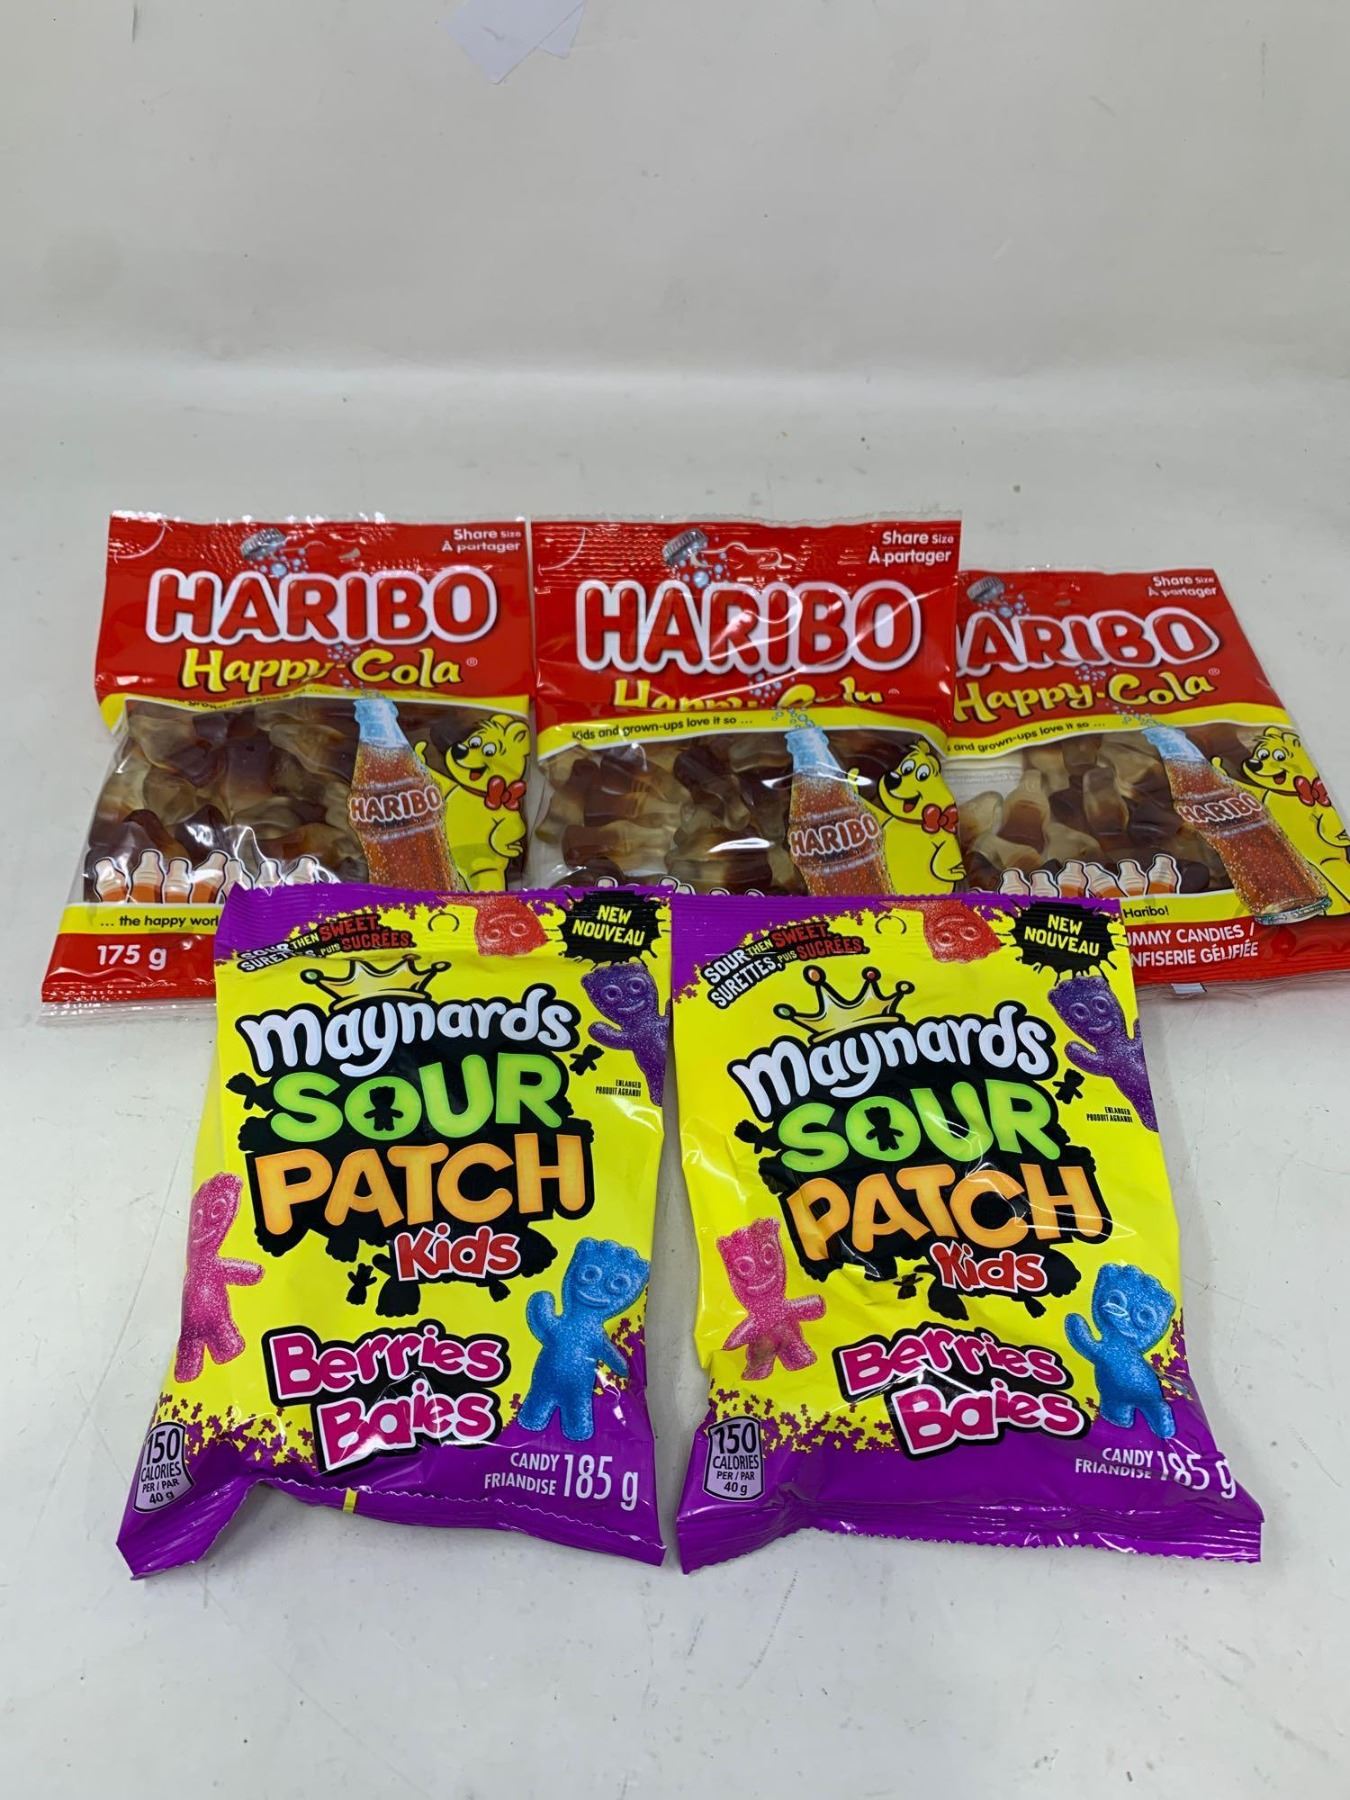 Share Size
À partager
HARIBO
Happy-Cola®
HARIBO
... the happy worl
175 g
Share Size
À partager
HARIBO
Happy-Cola
Kids and grown-ups love it so ...
HARIBO
Share Size
À partager
ARIBO
Happy-Cola®
and grown-ups love it so ...
HARIBO
Haribo!
UMMY CANDIES /
NFISERIE GÉLIFIÉE
SOUR THEN SWEET
SURETTES, PUIS SUCRÉES
NEW
NOUVEAU
maynards
SOUR
PATCH
Kids
ENLARGED
PRODUIT AGRANDI
Berries
Baies
150
CALORIES
PER / PAR
40 g
CANDY
FRIANDISE 185 g
SOUR THEN SWEET
SURETTES, PUIS SUCRÉES
NEW
NOUVEAU
maynards
SOUR
PATCH
Kids
ENLARGED
PRODUIT AGRANDI
Berries
Baies
150
CALORIES
PER / PAR
40 g
CANDY
FRIANDISE 185 g